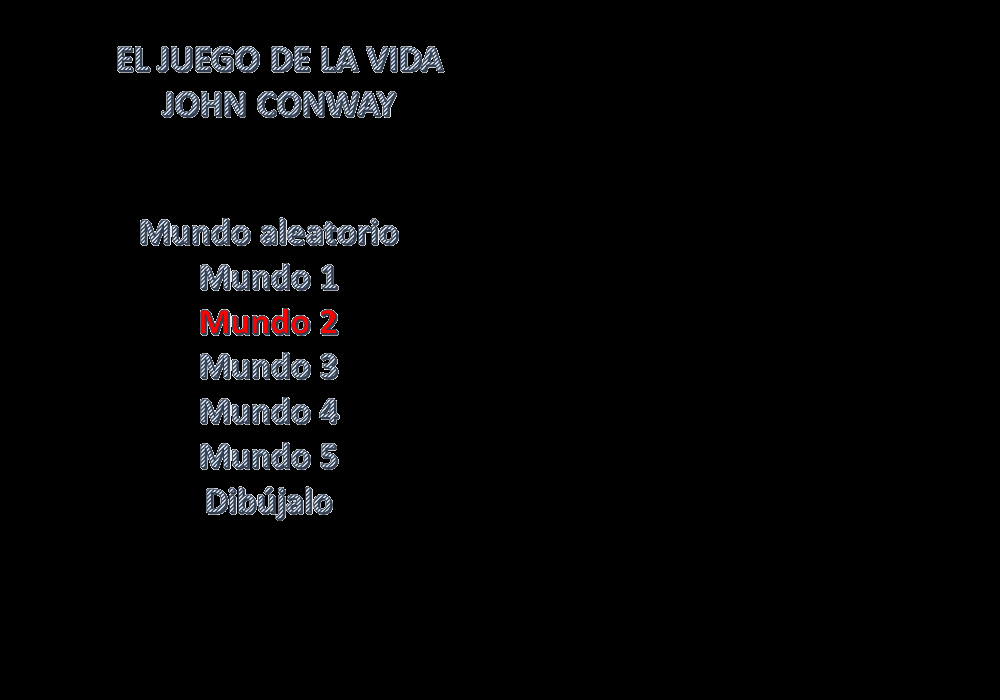 EL JUEGO DE LA VIDA
JOHN CONWAY
Mundo aleatorio
Mundo 1
Mundo 2
Mundo 3
Mundo 4
Mundo 5
Dibújalo